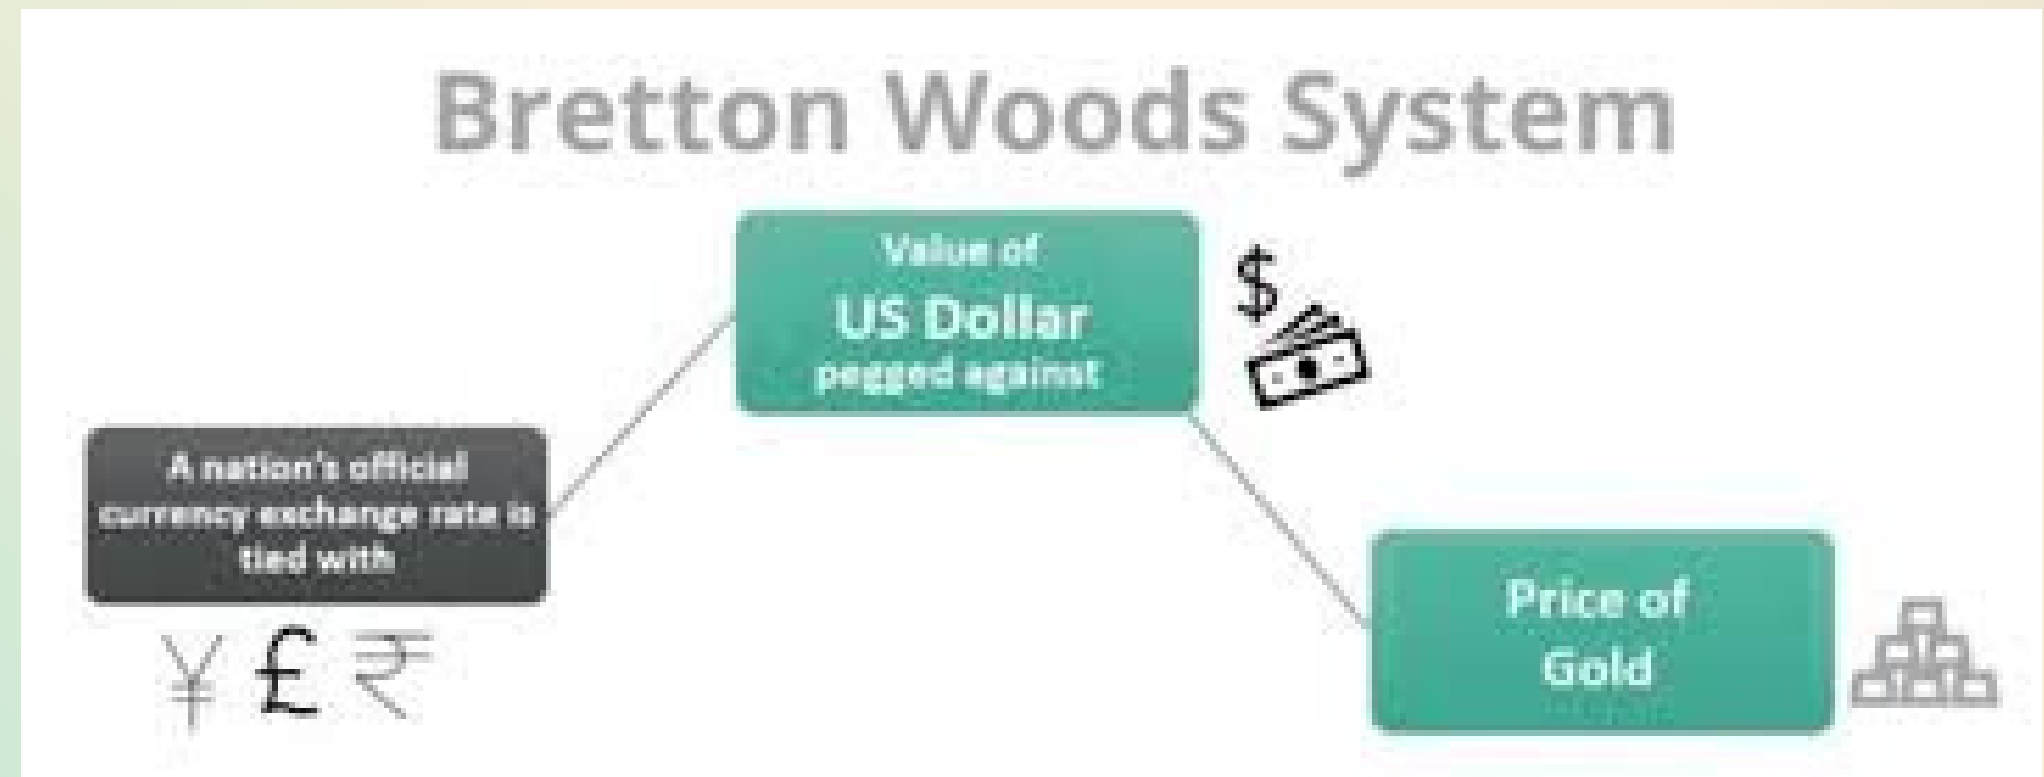 Bretton Woods System
Value of
US Dollar
pegged against
$
A nation's official
currency exchange rate is
tied with
¥ £ ₹
Price of
Gold